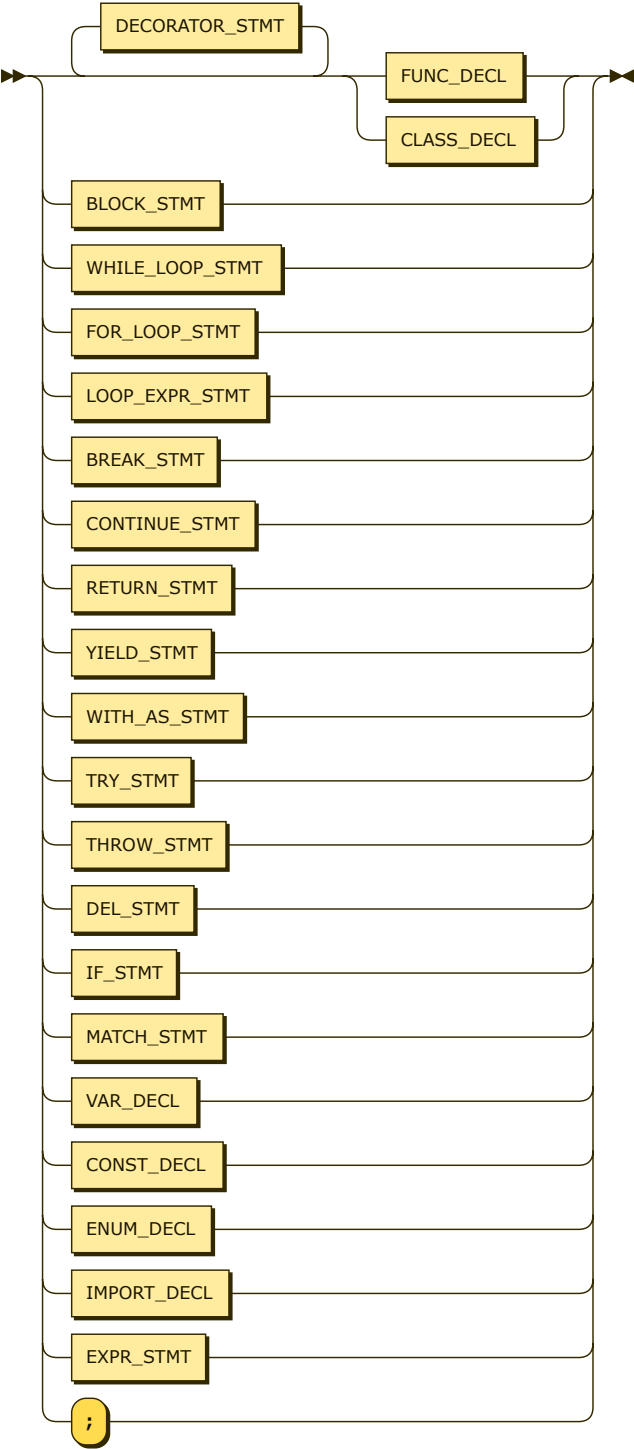 DECORATOR_STMT
FUNC_DECL
CLASS_DECL
BLOCK_STMT
WHILE_LOOP_STMT
FOR_LOOP_STMT
LOOP_EXPR_STMT
BREAK_STMT
CONTINUE_STMT
RETURN_STMT
YIELD_STMT
WITH_AS_STMT
TRY_STMT
THROW_STMT
DEL_STMT
IF_STMT
MATCH_STMT
VAR_DECL
CONST_DECL
ENUM_DECL
IMPORT_DECL
EXPR_STMT
;